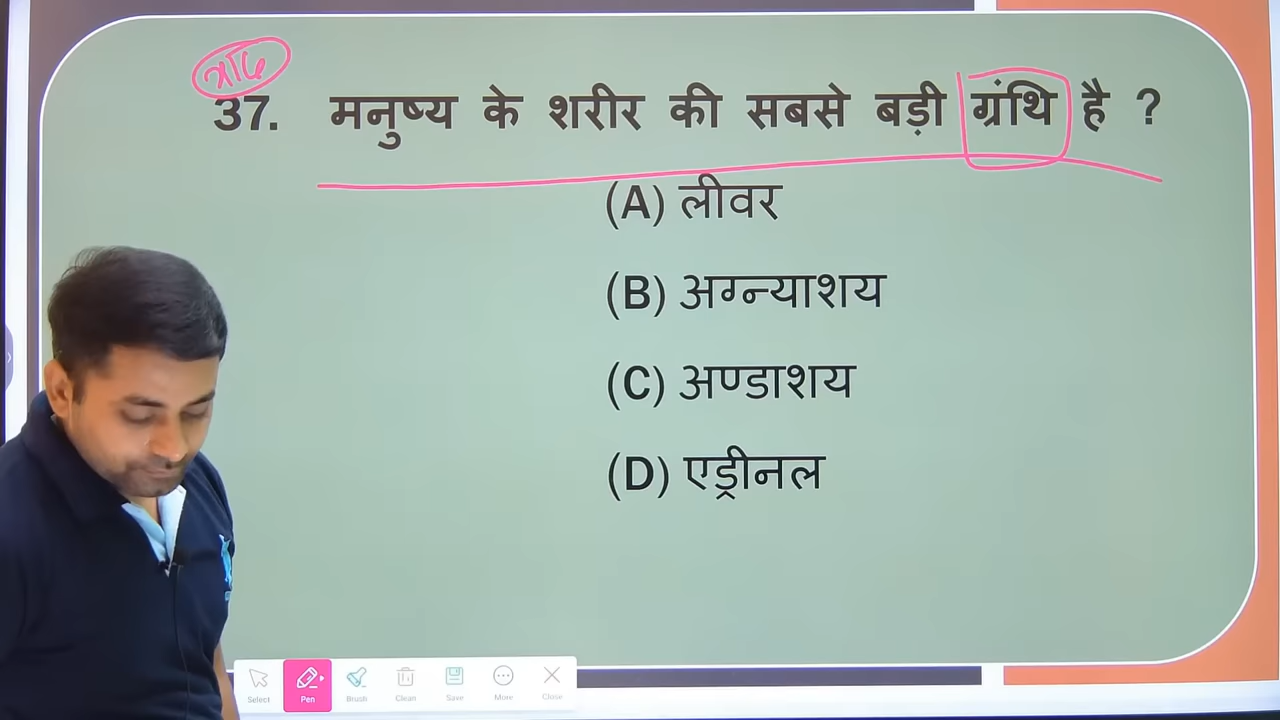 37. मनुष्य के शरीर की सबसे बड़ी ग्रंथि है ?
(A) लीवर
(B) अग्न्याशय
(C) अण्डाशय
(D) एड्रीनल
Select Pen Brush Clean Save More Close